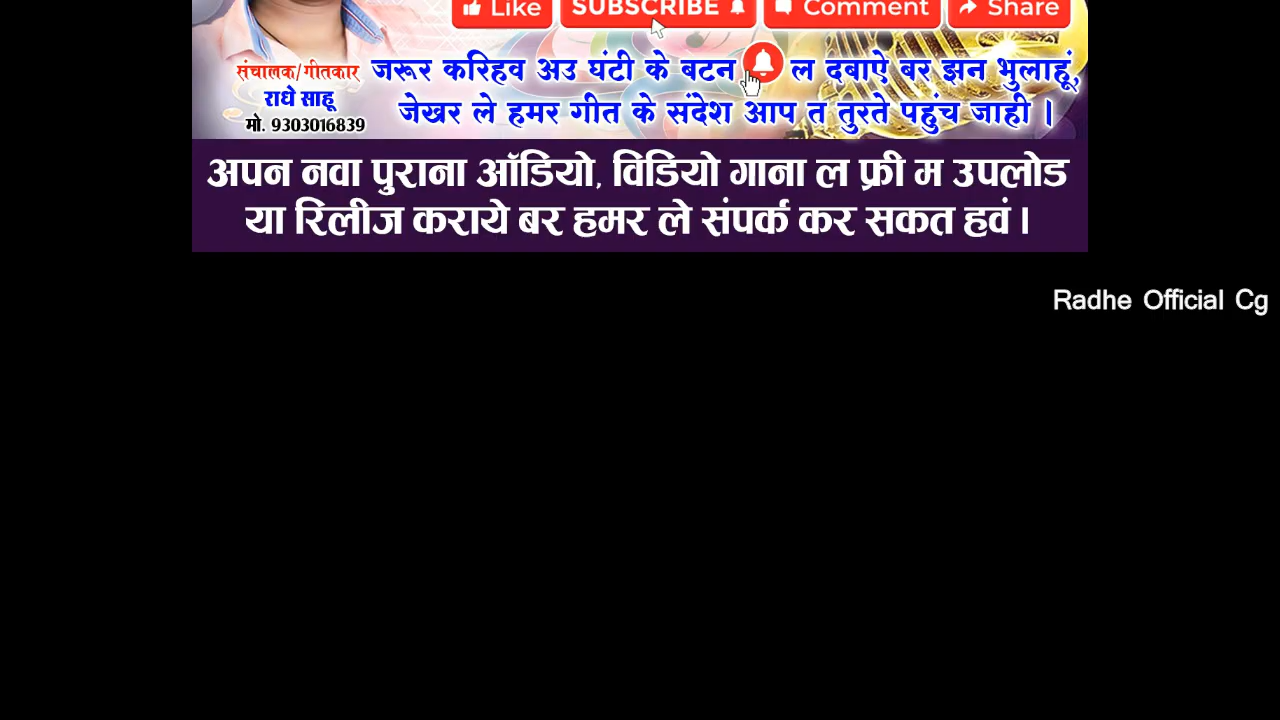 Like SUBSCRIBE Comment Share
संचालक/गीतकार
राधे साहू
मो. 9303016839
जरूर करिहव अउ घंटी के बटन ल दबाऐ बर झन भुलाहूं,
जेखर ले हमर गीत के संदेश आप त तुरते पहुंच जाही ।
अपन नवा पुराना ऑडियो, विडियो गाना ल फ्री म उपलोड
या रिलीज कराये बर हमर ले संपर्क कर सकत हवं ।
Radhe Official Cg